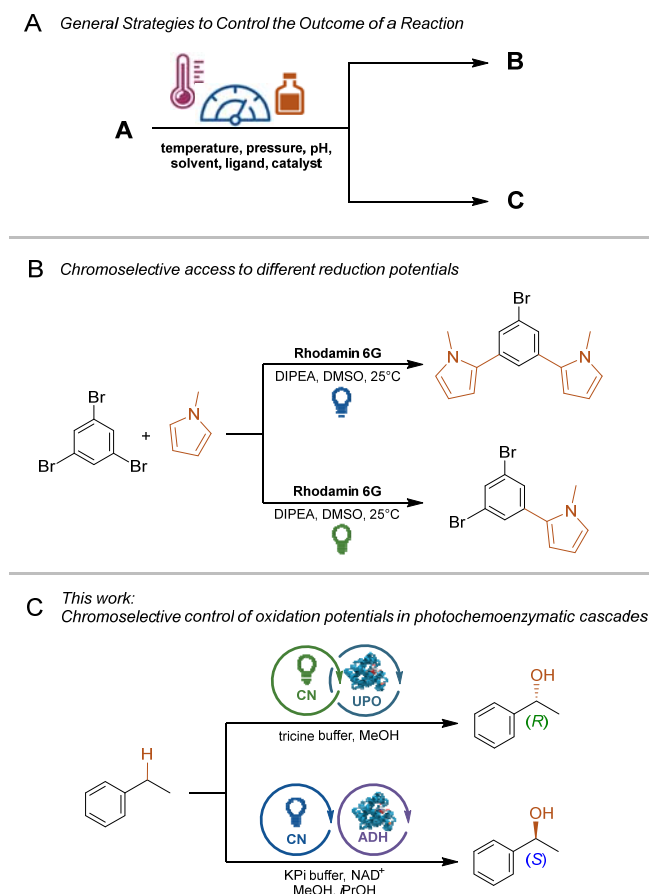 A General Strategies to Control the Outcome of a Reaction
A
temperature, pressure, pH,
solvent, ligand, catalyst
B
C
B Chromoselective access to different reduction potentials
Br
Br
Br
+
N
Rhodamin 6G
DIPEA, DMSO, 25°C
Br
N
N
Rhodamin 6G
DIPEA, DMSO, 25°C
Br
Br
N
C This work:
Chromoselective control of oxidation potentials in photochemoenzymatic cascades
H
CN
UPO
tricine buffer, MeOH
OH
(R)
CN
ADH
KPi buffer, NAD⁺
MeOH, iPrOH
OH
(S)